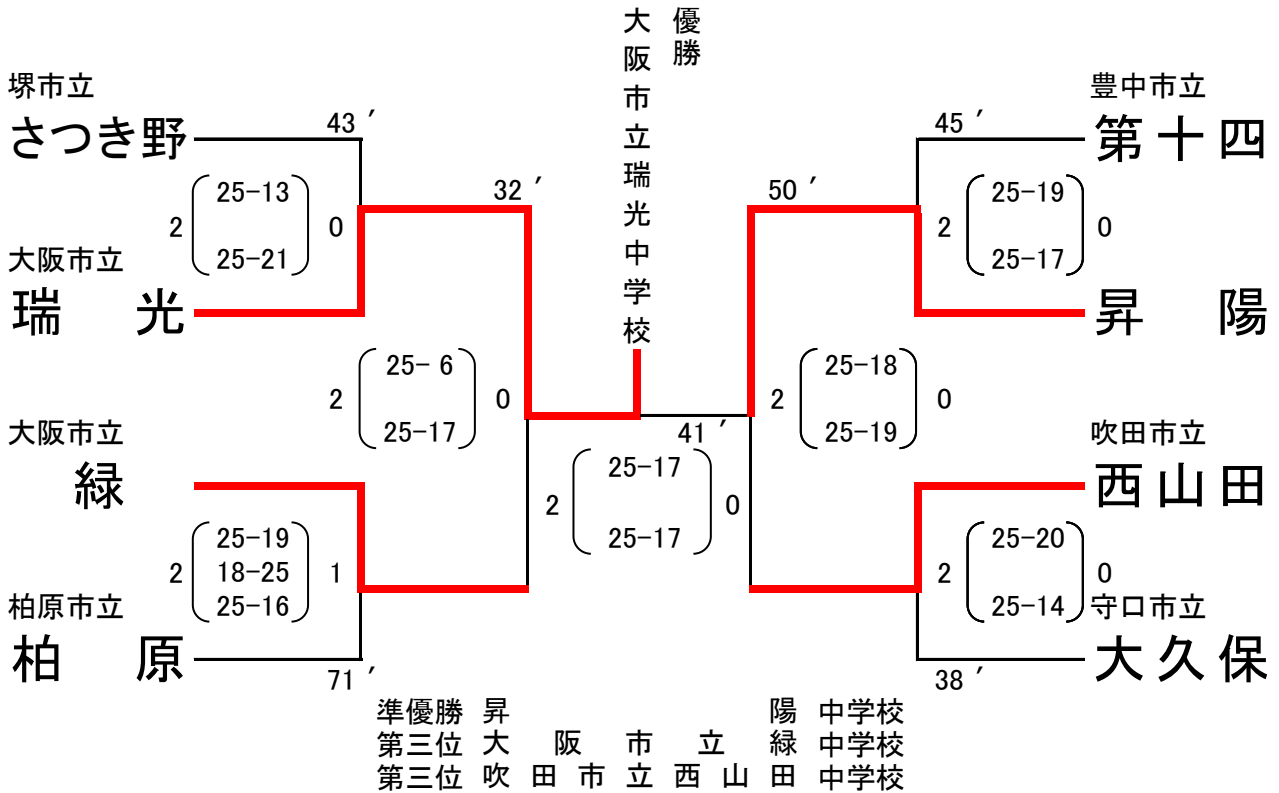 優勝
大阪市立瑞光中学校
堺市立
さつき野
大阪市立
瑞光
大阪市立
緑
柏原市立
柏原
43 ′
2 25-13 0
25-21
32 ′
2 25- 6 0
25-17
2 25-19 1
18-25
25-16
71 ′
41 ′
2 25-17 0
25-17
豊中市立
第十四
昇陽
吹田市立
西山田
守口市立
大久保
45 ′
2 25-19 0
25-17
50 ′
2 25-18 0
25-19
2 25-20 0
25-14
38 ′
準優勝 昇陽 中学校
第三位 大阪市立緑 中学校
第三位 吹田市立西山田 中学校